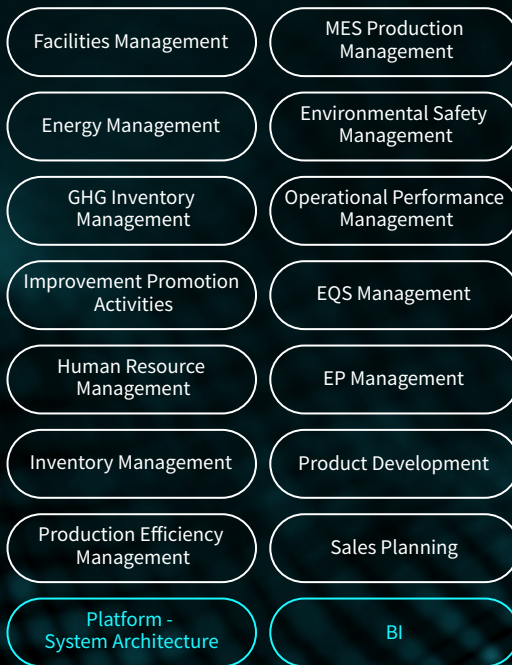 Facilities Management
MES Production
Management
Energy Management
Environmental Safety
Management
GHG Inventory
Management
Operational Performance
Management
Improvement Promotion
Activities
EQS Management
Human Resource
Management
EP Management
Inventory Management
Product Development
Production Efficiency
Management
Sales Planning
Platform -
System Architecture
BI